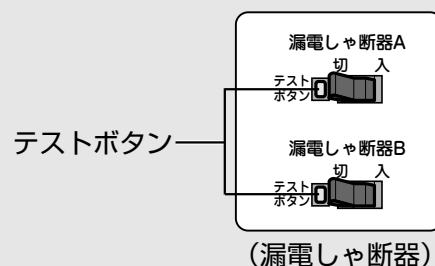 漏電しゃ断器A
切 入
テスト
ボタン
テストボタン
漏電しゃ断器B
切 入
テスト
ボタン
（漏電しゃ断器）